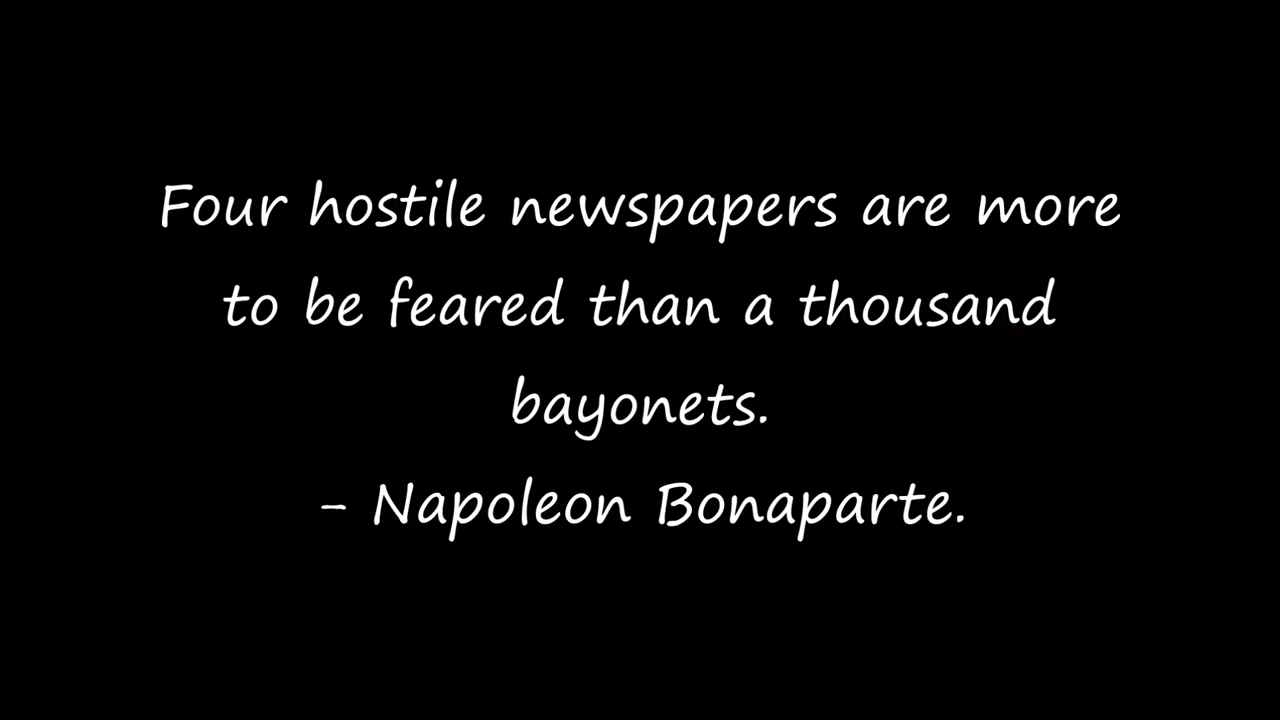 Four hostile newspapers are more
to be feared than a thousand
bayonets.
- Napoleon Bonaparte.